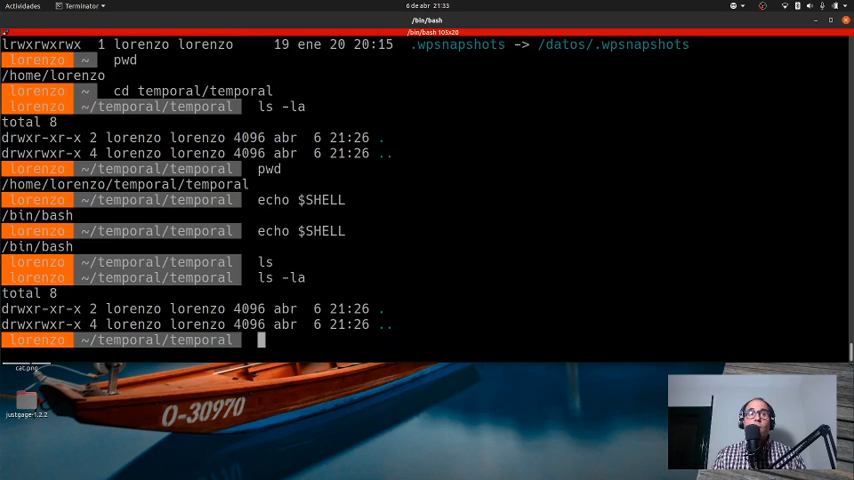 Actividades
Terminator ▾
6 de abr 21:33
/bin/bash
/bin/bash 105x20
lrwxrwxrwx 1 lorenzo lorenzo 19 ene 20 20:15 .wpsnapshots -> /datos/.wpsnapshots
lorenzo ~ pwd
/home/lorenzo
lorenzo ~ cd temporal/temporal
lorenzo ~/temporal/temporal ls -la
total 8
drwxr-xr-x 2 lorenzo lorenzo 4096 abr 6 21:26 .
drwxrwxr-x 4 lorenzo lorenzo 4096 abr 6 21:26 ..
lorenzo ~/temporal/temporal pwd
/home/lorenzo/temporal/temporal
lorenzo ~/temporal/temporal echo $SHELL
/bin/bash
lorenzo ~/temporal/temporal echo $SHELL
/bin/bash
lorenzo ~/temporal/temporal ls
lorenzo ~/temporal/temporal ls -la
total 8
drwxr-xr-x 2 lorenzo lorenzo 4096 abr 6 21:26 .
drwxrwxr-x 4 lorenzo lorenzo 4096 abr 6 21:26 ..
lorenzo ~/temporal/temporal
cat.png
justgage-1.2.2
O-30970